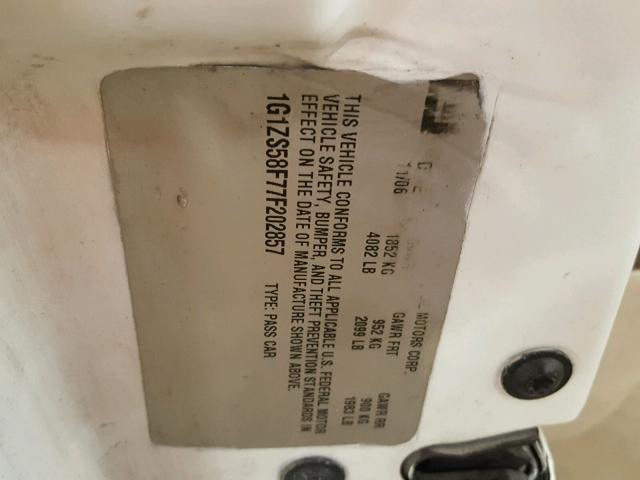 MOTORS CORP.
11/06 GAWR FRT GAWR RR
1852 KG 952 KG 900 KG
4082 LB 2099 LB 1983 LB
THIS VEHICLE CONFORMS TO ALL APPLICABLE U.S. FEDERAL MOTOR
VEHICLE SAFETY, BUMPER, AND THEFT PREVENTION STANDARDS IN
EFFECT ON THE DATE OF MANUFACTURE SHOWN ABOVE.
1G1ZS58F77F202857 TYPE: PASS CAR